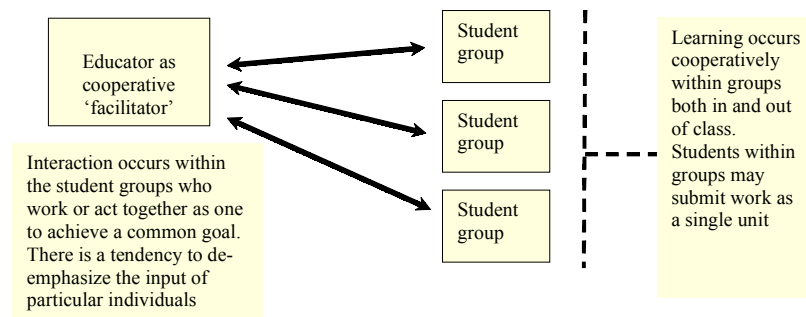 Educator as
cooperative
‘facilitator’
Interaction occurs within
the student groups who
work or act together as one
to achieve a common goal.
There is a tendency to de-
emphasize the input of
particular individuals
Student
group
Student
group
Student
group
Learning occurs
cooperatively
within groups
both in and out
of class.
Students within
groups may
submit work as
a single unit